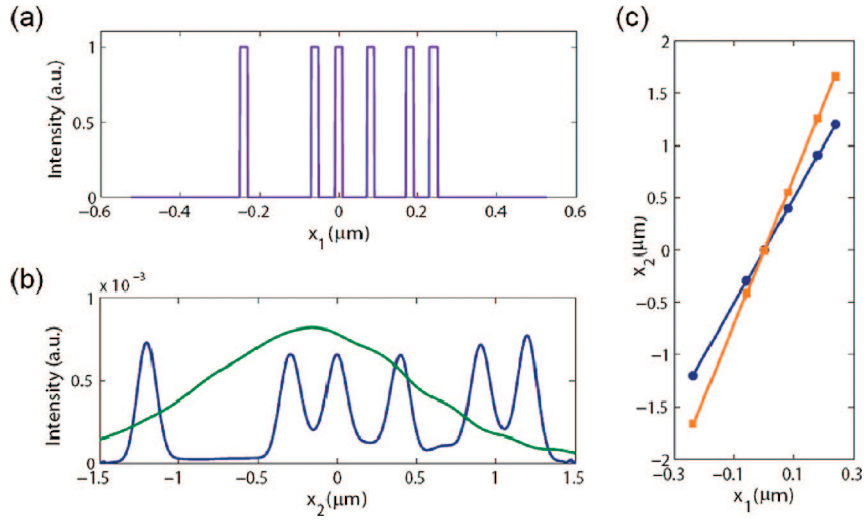 (a)
Intensity (a.u.)
1
0.5
0
−0.6 −0.4 −0.2 0 0.2 0.4 0.6
x1(μm)
(b)
x 10−3
Intensity (a.u.)
1
0.5
0
−1.5 −1 −0.5 0 0.5 1 1.5
x2(μm)
(c)
x2(μm)
2
1.5
1
0.5
0
−0.5
−1
−1.5
−2
−0.3 −0.1 0.1 0.3
x1(μm)